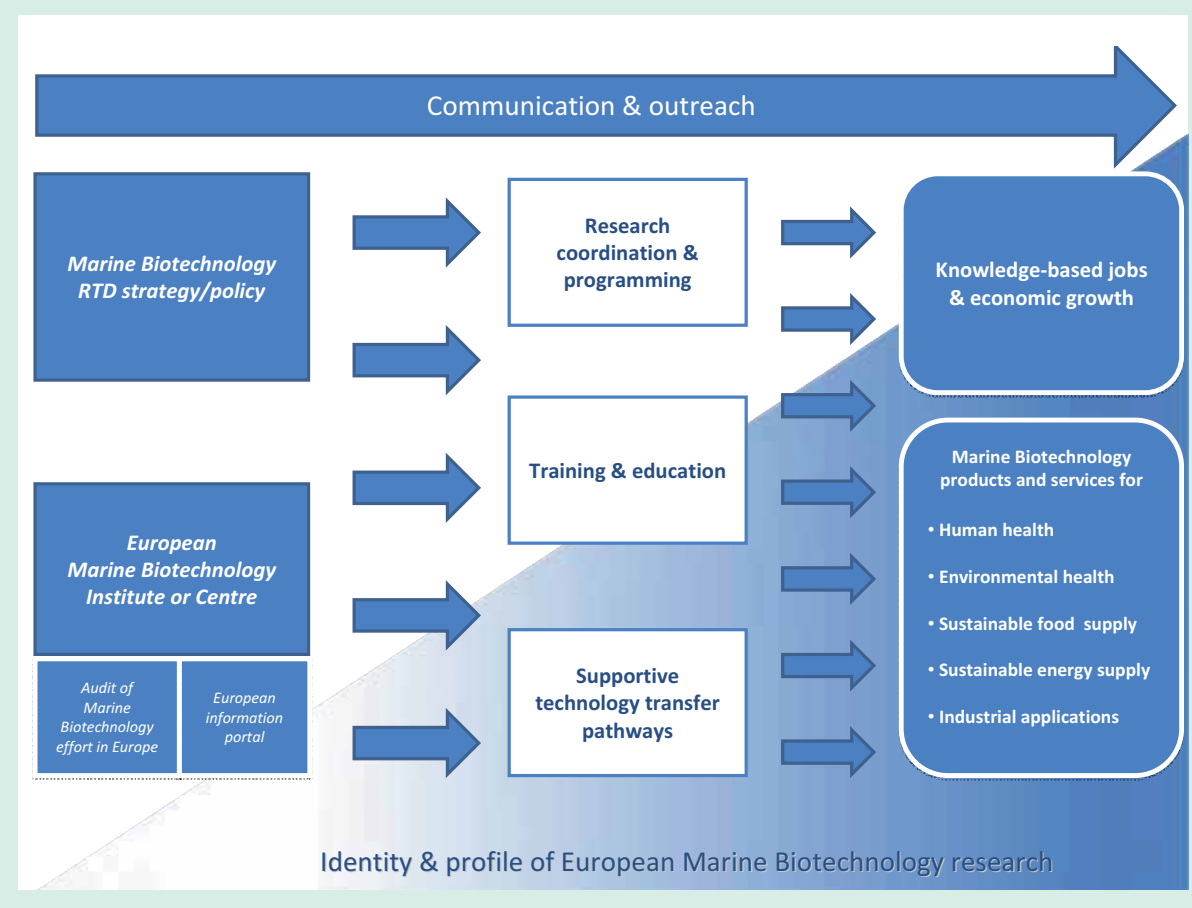 Communication & outreach
Marine Biotechnology
RTD strategy/policy
European
Marine Biotechnology
Institute or Centre
Audit of
Marine
Biotechnology
effort in Europe
European
information
portal
Research
coordination &
programming
Training & education
Supportive
technology transfer
pathways
Knowledge-based jobs
& economic growth
Marine Biotechnology
products and services for
• Human health
• Environmental health
• Sustainable food  supply
• Sustainable energy supply
• Industrial applications
Identity & profile of European Marine Biotechnology research